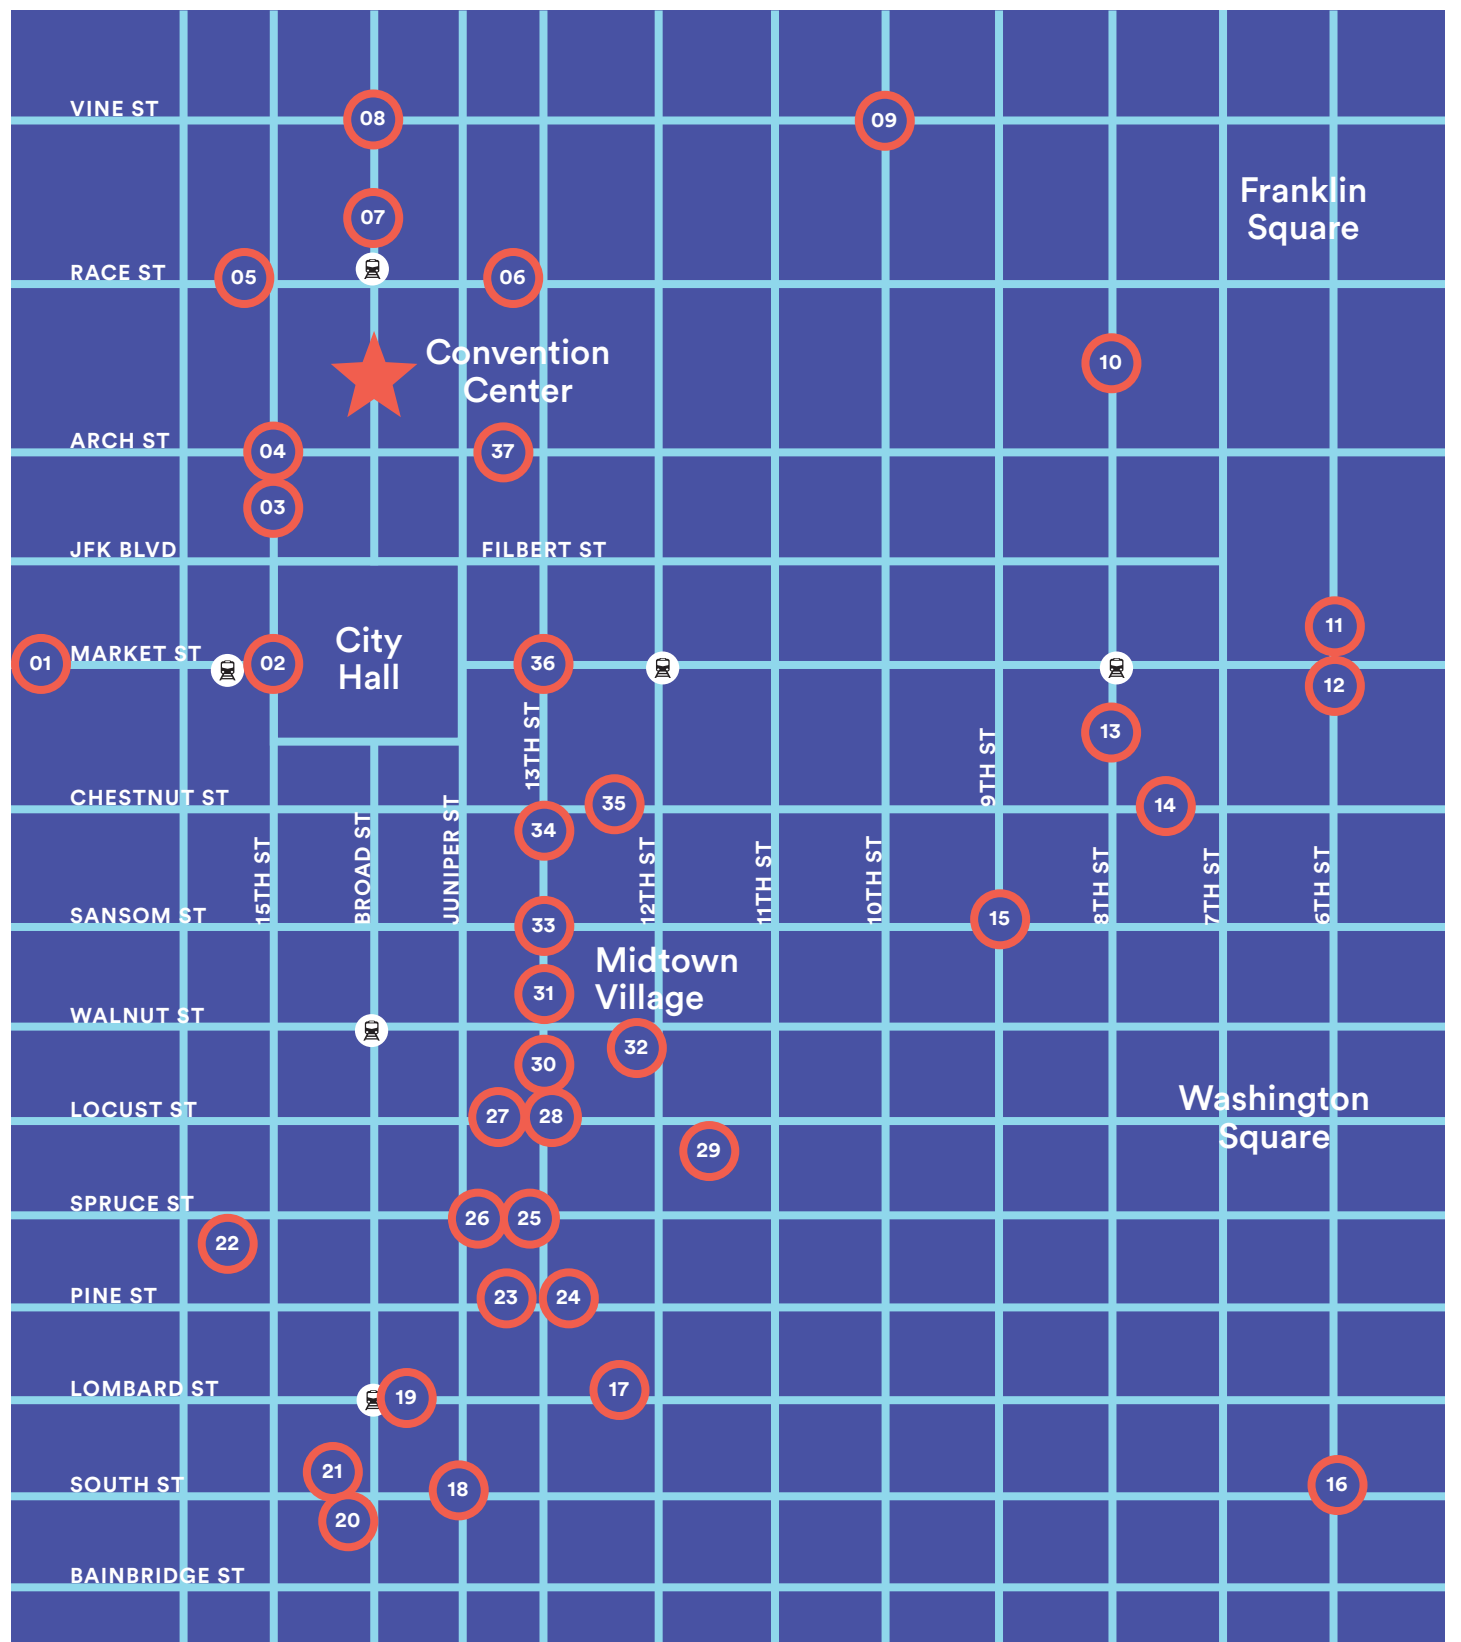 VINE ST
08
09
Franklin
Square
07
RACE ST
05
06
Convention
Center
10
ARCH ST
04
37
03
JFK BLVD
FILBERT ST
11
City
Hall
01
MARKET ST
02
36
12
13TH ST
13
9TH ST
CHESTNUT ST
35
14
34
15TH ST
BROAD ST
JUNIPER ST
12TH ST
11TH ST
10TH ST
8TH ST
7TH ST
6TH ST
SANSOM ST
33
15
Midtown
Village
31
WALNUT ST
32
30
LOCUST ST
27
28
Washington
Square
29
SPRUCE ST
26
25
22
PINE ST
23
24
LOMBARD ST
19
17
21
SOUTH ST
18
16
20
BAINBRIDGE ST